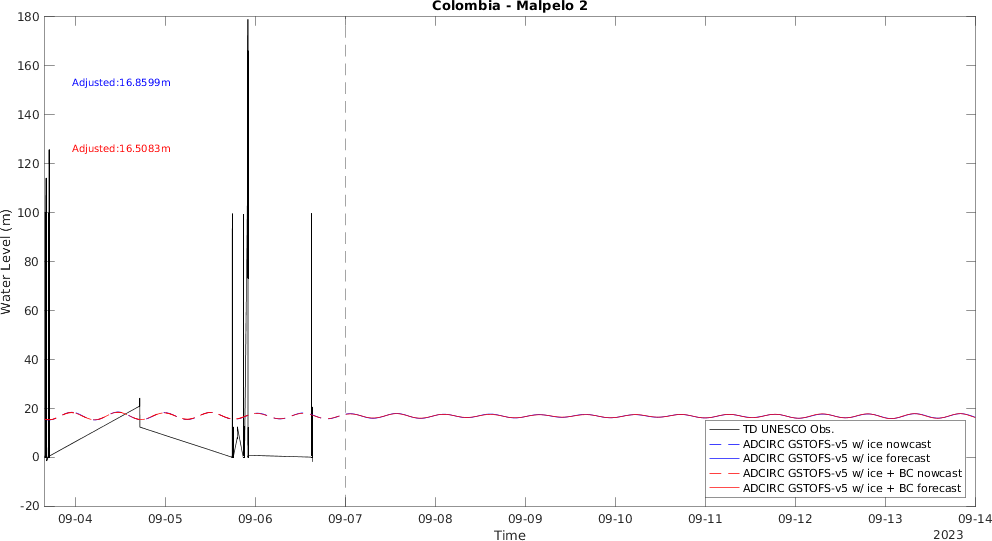 Colombia - Malpelo 2
180
160
140
120
100
80
60
40
20
0
-20
Water Level (m)
Adjusted:16.8599m
Adjusted:16.5083m
TD UNESCO Obs.
ADCIRC GSTOFS-v5 w/ ice nowcast
ADCIRC GSTOFS-v5 w/ ice forecast
ADCIRC GSTOFS-v5 w/ ice + BC nowcast
ADCIRC GSTOFS-v5 w/ ice + BC forecast
09-04 09-05 09-06 09-07 09-08 09-09 09-10 09-11 09-12 09-13 09-14
Time
2023